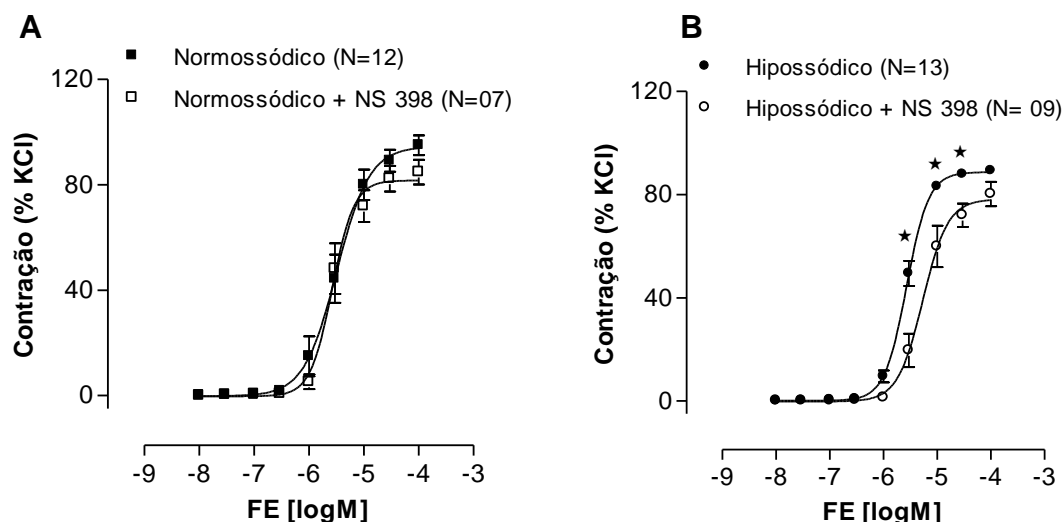 A
Normossódico (N=12)
Normossódico + NS 398 (N=07)
120
80
40
0
Contração (% KCl)
-9 -8 -7 -6 -5 -4 -3
FE [logM]
B
Hipossódico (N=13)
Hipossódico + NS 398 (N= 09)
120
80
40
0
Contração (% KCl)
-9 -8 -7 -6 -5 -4 -3
FE [logM]